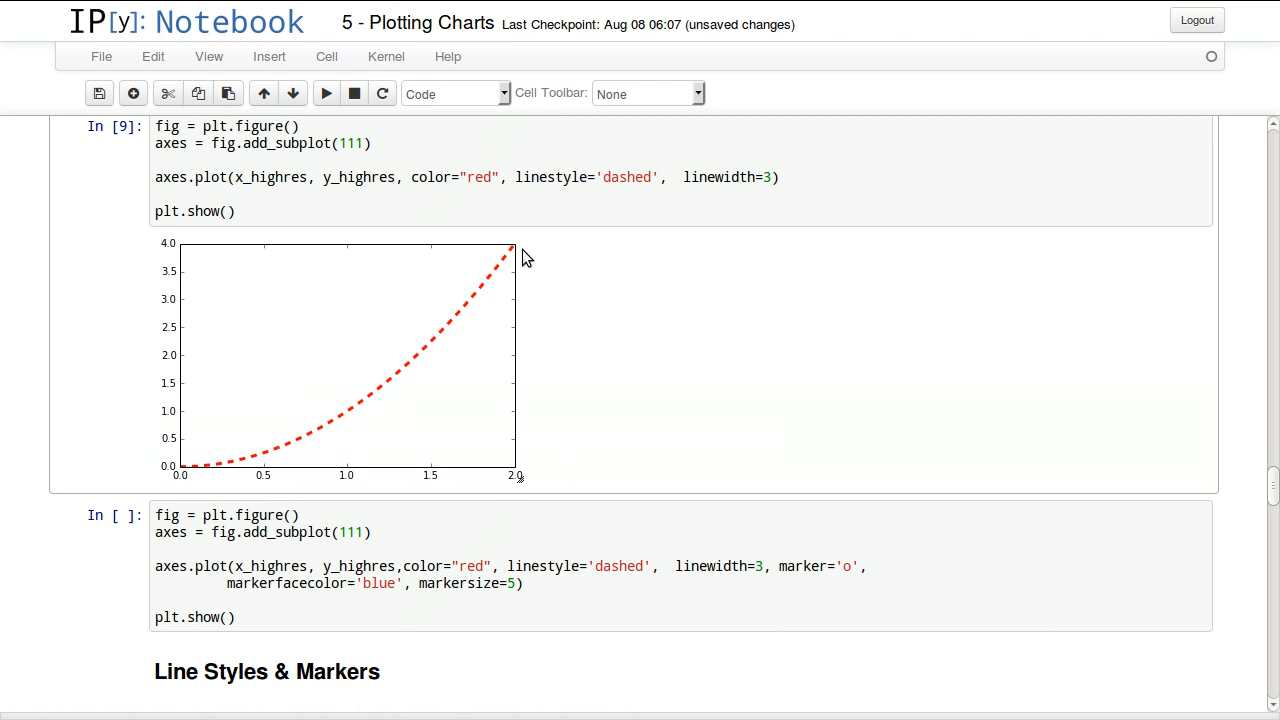 IP[y]: Notebook 5 - Plotting Charts Last Checkpoint: Aug 08 06:07 (unsaved changes) Logout
File Edit View Insert Cell Kernel Help
Code Cell Toolbar: None
In [9]: fig = plt.figure()
axes = fig.add_subplot(111)
axes.plot(x_highres, y_highres, color="red", linestyle='dashed',  linewidth=3)
plt.show()
4.0
3.5
3.0
2.5
2.0
1.5
1.0
0.5
0.0
0.0 0.5 1.0 1.5 2.0
In [ ]: fig = plt.figure()
axes = fig.add_subplot(111)
axes.plot(x_highres, y_highres,color="red", linestyle='dashed',  linewidth=3, marker='o',
markerfacecolor='blue', markersize=5)
plt.show()
Line Styles & Markers